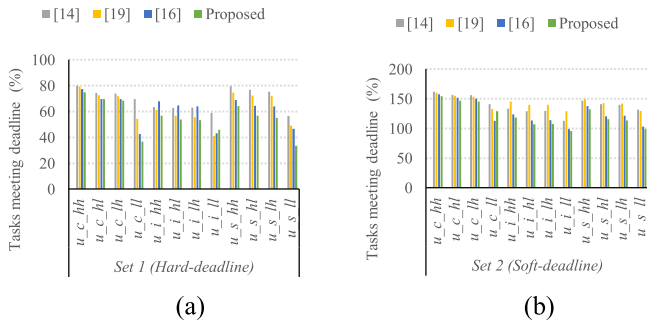 [14] [19] [16] Proposed
Tasks meeting deadline (%)
100
80
60
40
20
0
u_c_hh
u_c_hl
u_c_lh
u_c_ll
u_i_hh
u_i_hl
u_i_lh
u_i_ll
u_s_hh
u_s_hl
u_s_lh
u_s_ll
Set 1 (Hard-deadline)
(a)
[14] [19] [16] Proposed
Tasks meeting deadline (%)
200
150
100
50
0
u_c_hh
u_c_hl
u_c_lh
u_c_ll
u_i_hh
u_i_hl
u_i_lh
u_i_ll
u_s_hh
u_s_hl
u_s_lh
u_s_ll
Set 2 (Soft-deadline)
(b)